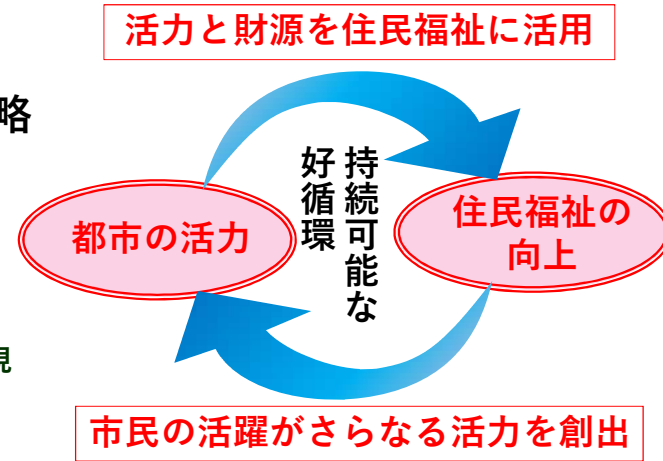 活力と財源を住民福祉に活用
略
持続可能な
好循環
都市の活力
住民福祉の
向上
現
市民の活躍がさらなる活力を創出